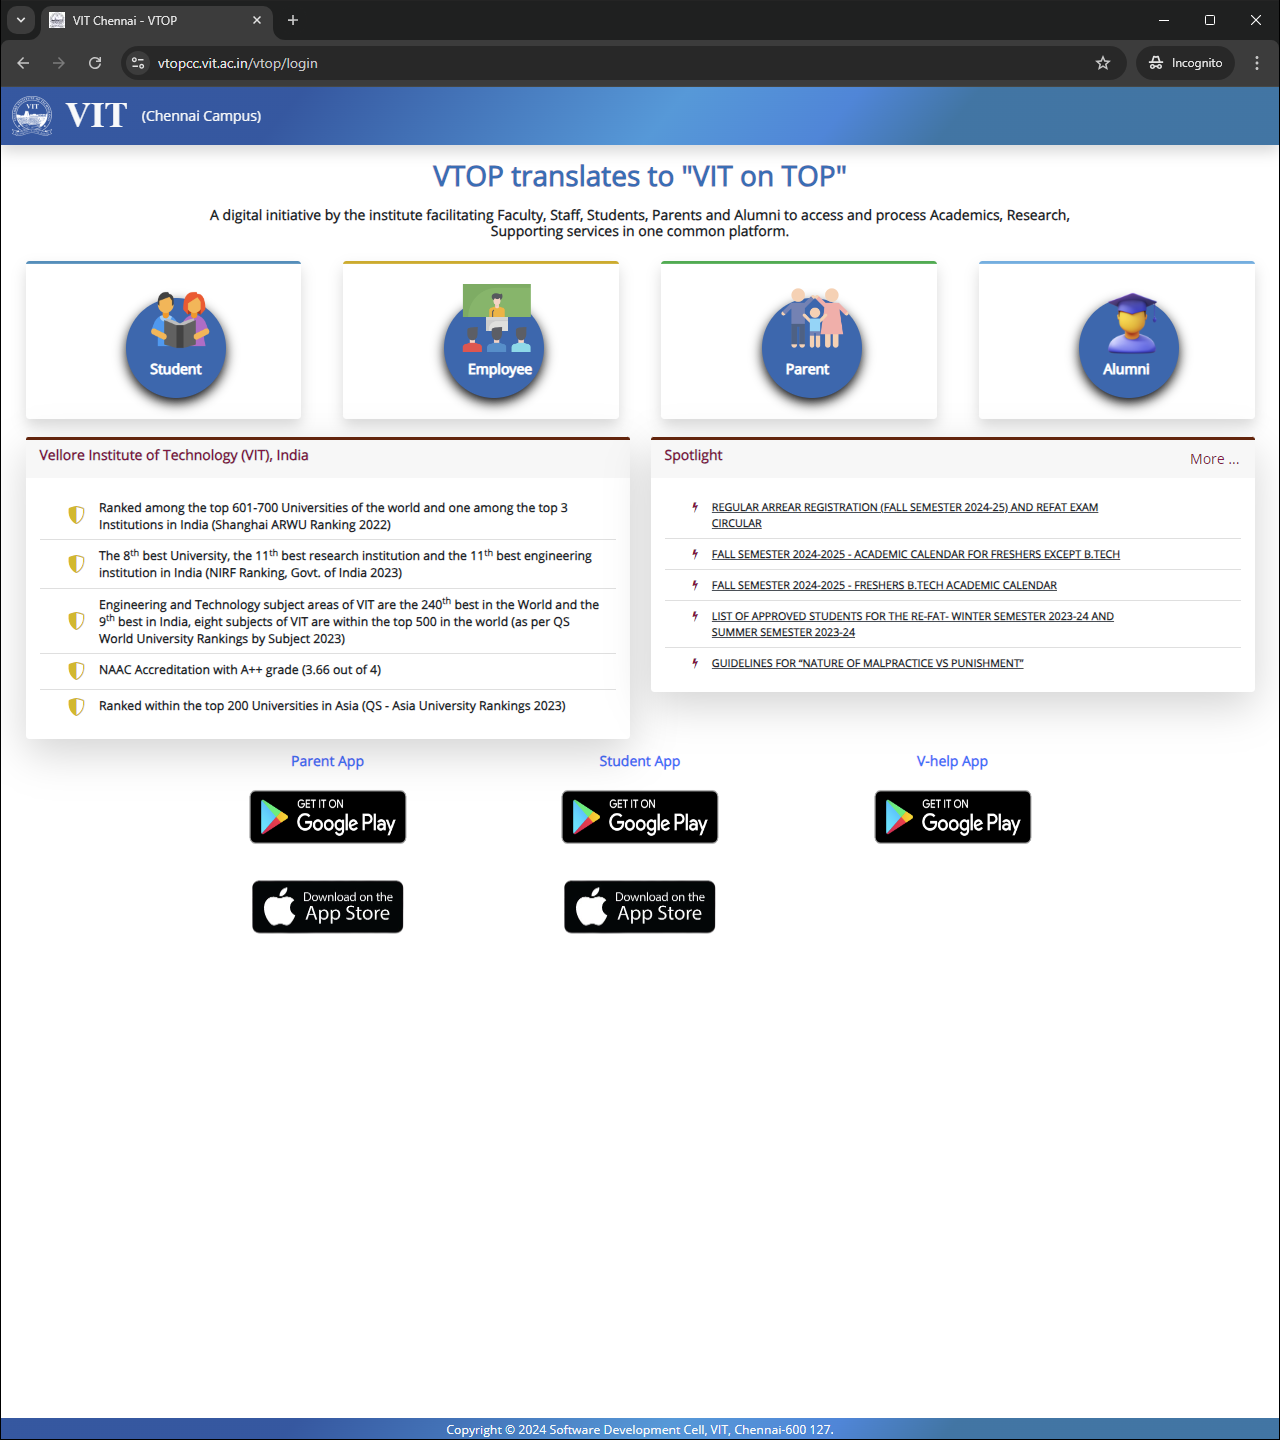 VIT Chennai - VTOP
vtopcc.vit.ac.in/vtop/login
Incognito
VIT
VIT (Chennai Campus)
VTOP translates to "VIT on TOP"
A digital initiative by the institute facilitating Faculty, Staff, Students, Parents and Alumni to access and process Academics, Research,
Supporting services in one common platform.
Student
Employee
Parent
Alumni
Vellore Institute of Technology (VIT), India
Ranked among the top 601-700 Universities of the world and one among the top 3
Institutions in India (Shanghai ARWU Ranking 2022)
The 8th best University, the 11th best research institution and the 11th best engineering
institution in India (NIRF Ranking, Govt. of India 2023)
Engineering and Technology subject areas of VIT are the 240th best in the World and the
9th best in India, eight subjects of VIT are within the top 500 in the world (as per QS
World University Rankings by Subject 2023)
NAAC Accreditation with A++ grade (3.66 out of 4)
Ranked within the top 200 Universities in Asia (QS - Asia University Rankings 2023)
Spotlight
More ...
REGULAR ARREAR REGISTRATION (FALL SEMESTER 2024-25) AND REFAT EXAM
CIRCULAR
FALL SEMESTER 2024-2025 - ACADEMIC CALENDAR FOR FRESHERS EXCEPT B.TECH
FALL SEMESTER 2024-2025 - FRESHERS B.TECH ACADEMIC CALENDAR
LIST OF APPROVED STUDENTS FOR THE RE-FAT- WINTER SEMESTER 2023-24 AND
SUMMER SEMESTER 2023-24
GUIDELINES FOR “NATURE OF MALPRACTICE VS PUNISHMENT”
Parent App
Student App
V-help App
GET IT ON
Google Play
GET IT ON
Google Play
GET IT ON
Google Play
Download on the
App Store
Download on the
App Store
Copyright © 2024 Software Development Cell, VIT, Chennai-600 127.